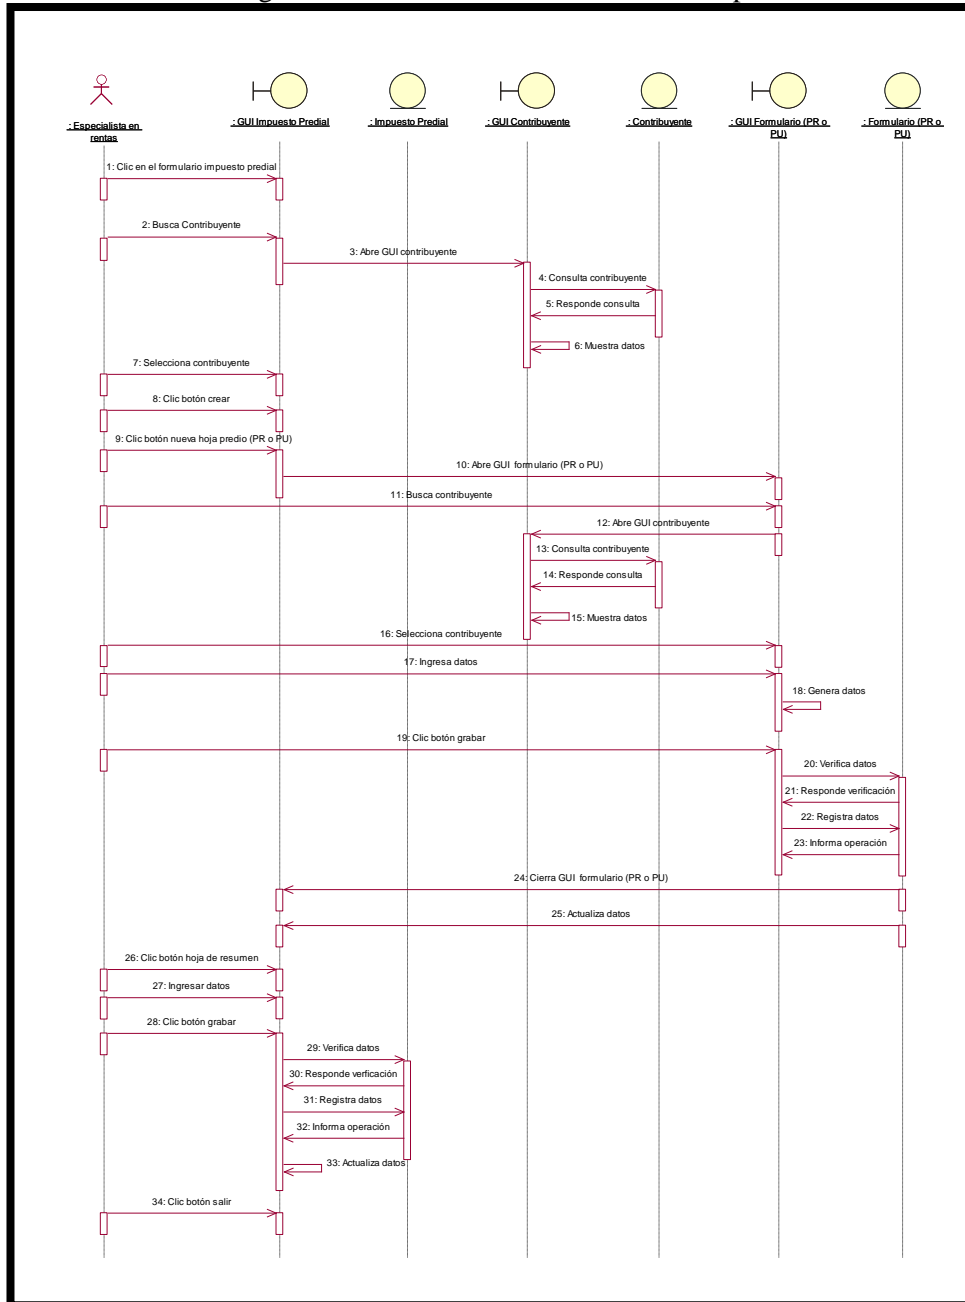 : Especialista en
rentas
: GUI Impuesto Predial
: Impuesto Predial
: GUI Contribuyente
: Contribuyente
: GUI Formulario (PR o
PU)
: Formulario (PR o
PU)
1: Clic en el formulario impuesto predial
2: Busca Contribuyente
3: Abre GUI contribuyente
4: Consulta contribuyente
5: Responde consulta
6: Muestra datos
7: Selecciona contribuyente
8: Clic botón crear
9: Clic botón nueva hoja predio (PR o PU)
10: Abre GUI formulario (PR o PU)
11: Busca contribuyente
12: Abre GUI contribuyente
13: Consulta contribuyente
14: Responde consulta
15: Muestra datos
16: Selecciona contribuyente
17: Ingresa datos
18: Genera datos
19: Clic botón grabar
20: Verifica datos
21: Responde verificación
22: Registra datos
23: Informa operación
24: Cierra GUI formulario (PR o PU)
25: Actualiza datos
26: Clic botón hoja de resumen
27: Ingresar datos
28: Clic botón grabar
29: Verifica datos
30: Responde verficación
31: Registra datos
32: Informa operación
33: Actualiza datos
34: Clic botón salir